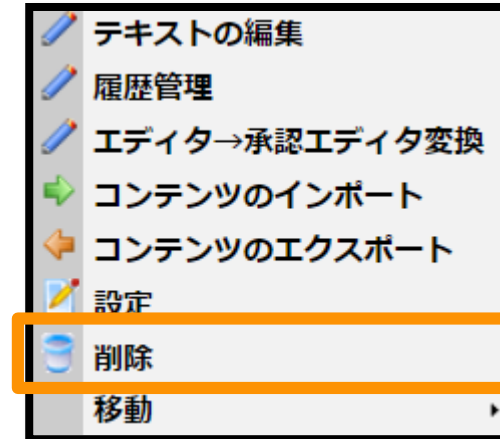 テキストの編集
履歴管理
エディタ→承認エディタ変換
コンテンツのインポート
コンテンツのエクスポート
設定
削除
移動